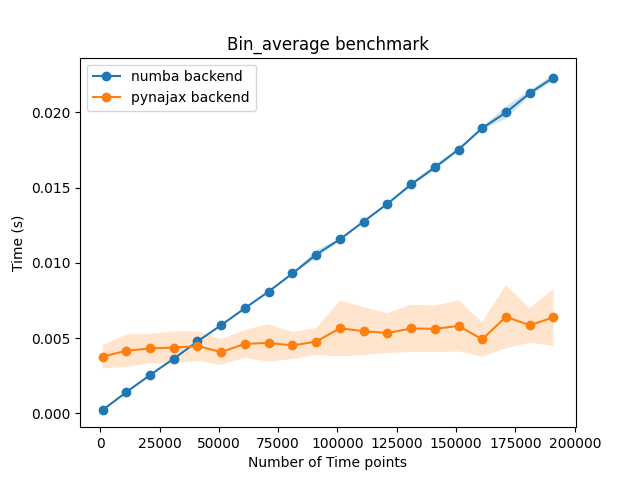 Bin_average benchmark
numba backend
pynajax backend
Time (s)
0.020
0.015
0.010
0.005
0.000
0 25000 50000 75000 100000 125000 150000 175000 200000
Number of Time points